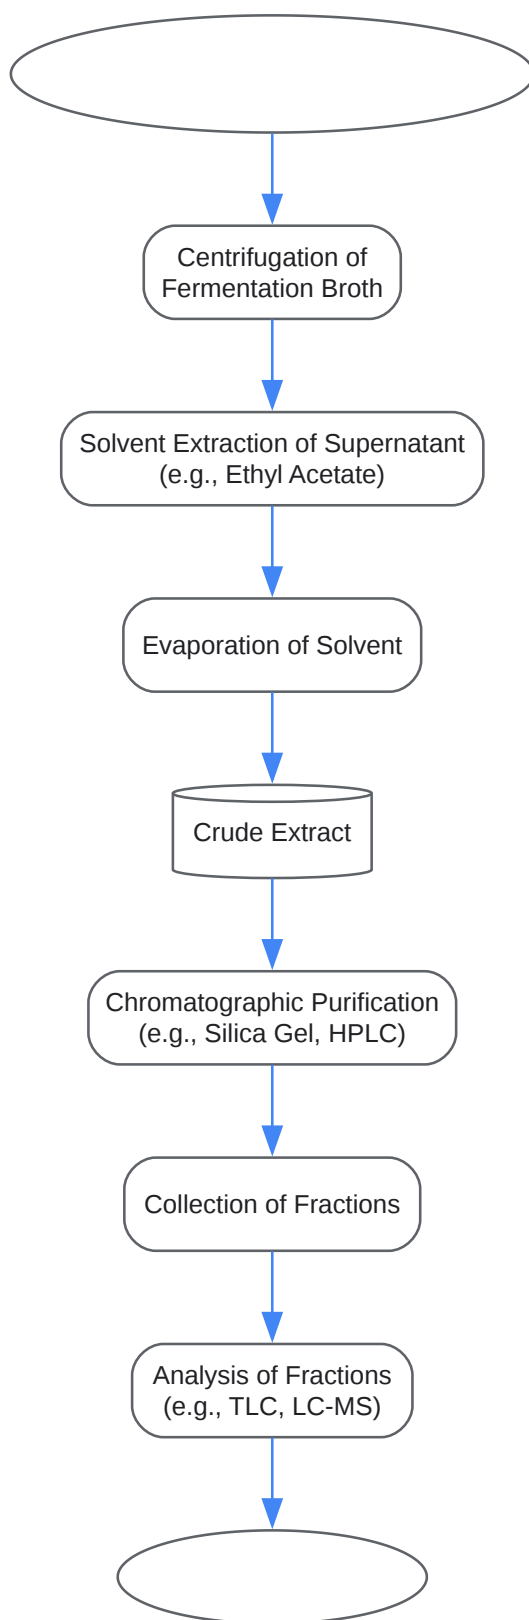 Centrifugation of
Fermentation Broth
Solvent Extraction of Supernatant
(e.g., Ethyl Acetate)
Evaporation of Solvent
Crude Extract
Chromatographic Purification
(e.g., Silica Gel, HPLC)
Collection of Fractions
Analysis of Fractions
(e.g., TLC, LC-MS)